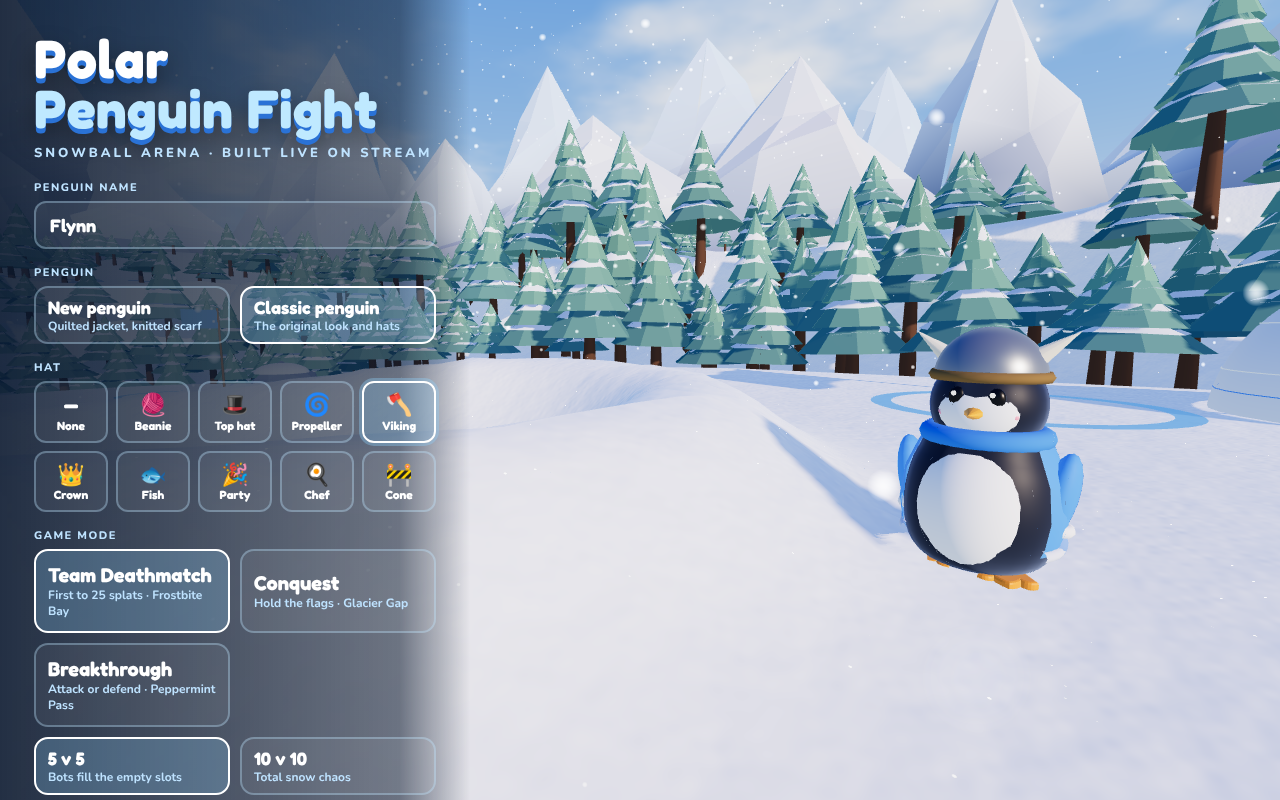 Polar
Penguin Fight
SNOWBALL ARENA · BUILT LIVE ON STREAM
PENGUIN NAME
Flynn
PENGUIN
New penguin
Quilted jacket, knitted scarf
Classic penguin
The original look and hats
HAT
None
Beanie
Top hat
Propeller
Viking
Crown
Fish
Party
Chef
Cone
GAME MODE
Team Deathmatch
First to 25 splats · Frostbite
Bay
Conquest
Hold the flags · Glacier Gap
Breakthrough
Attack or defend · Peppermint
Pass
5 v 5
Bots fill the empty slots
10 v 10
Total snow chaos